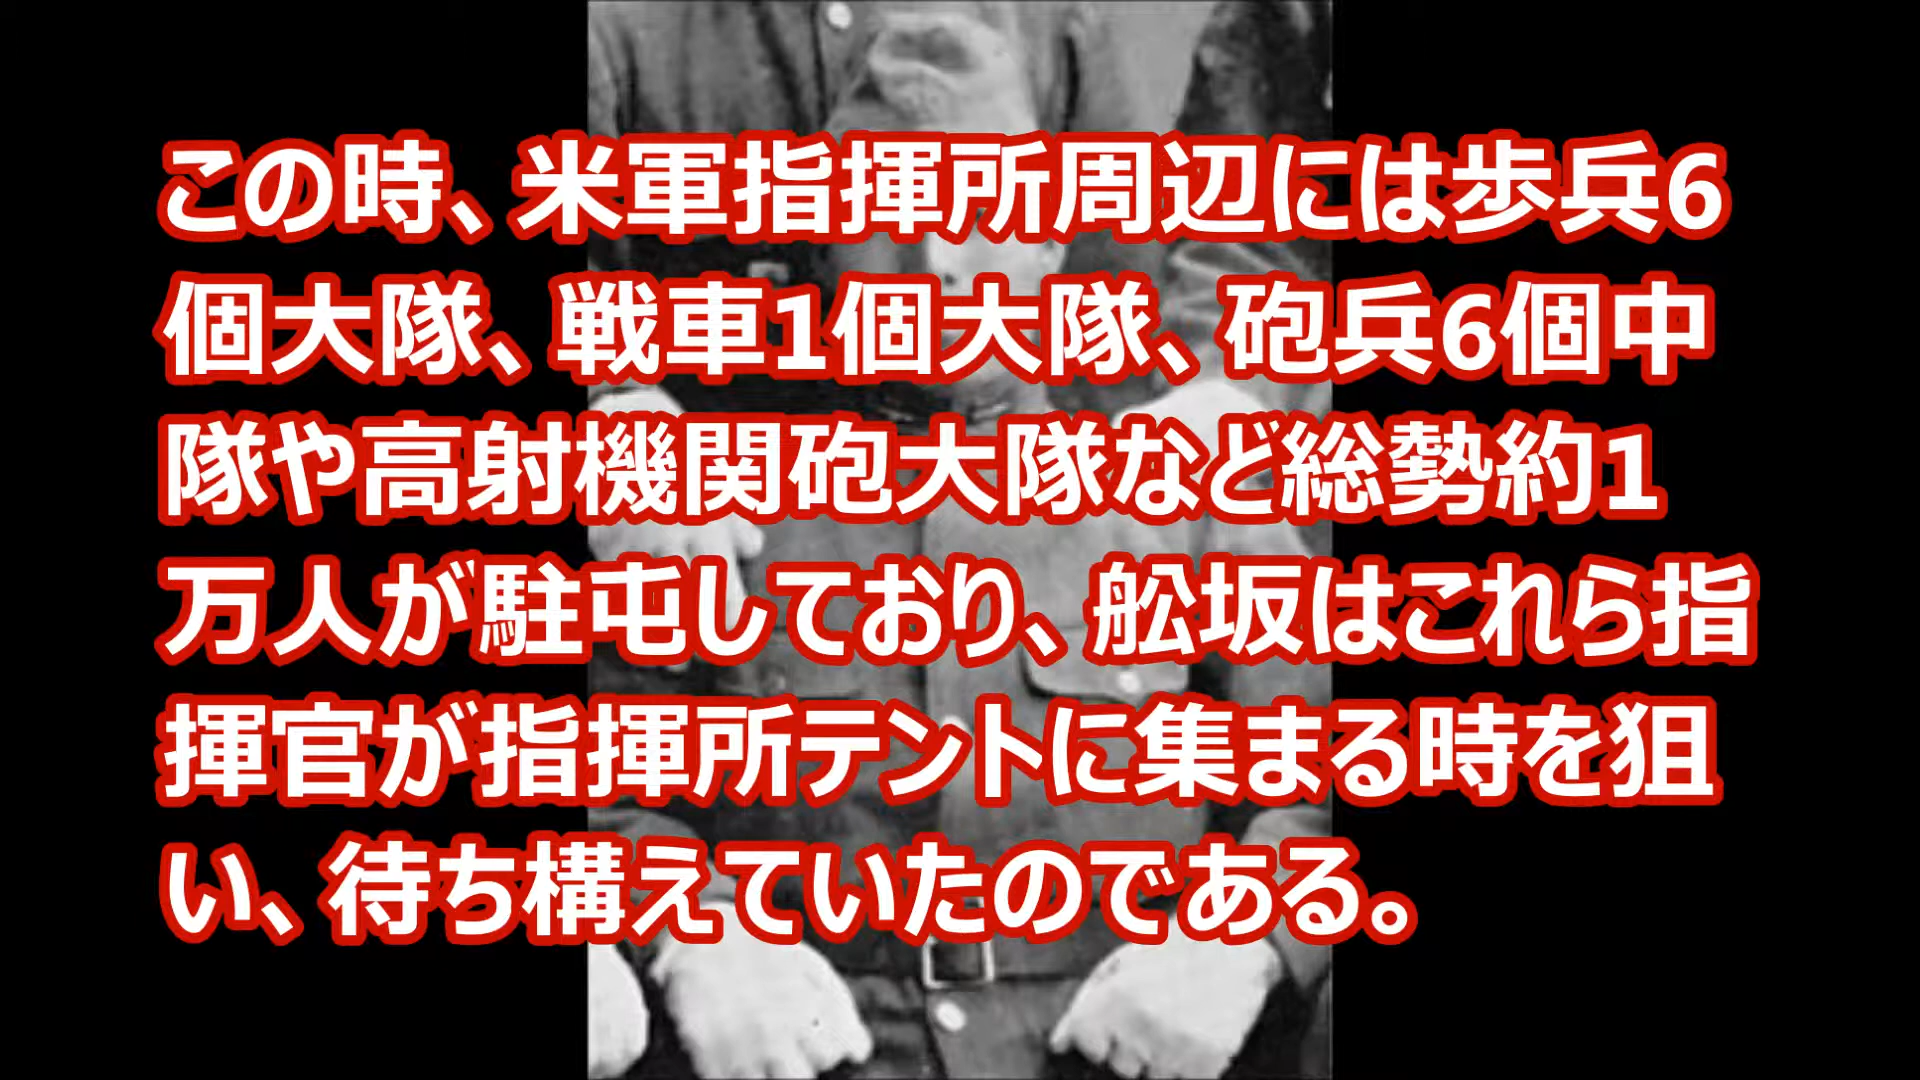 この時、米軍指揮所周辺には歩兵6
個大隊、戦車1個大隊、砲兵6個中
隊や高射機関砲大隊など総勢約1
万人が駐屯しており、舩坂はこれら指
揮官が指揮所テントに集まる時を狙
い、待ち構えていたのである。